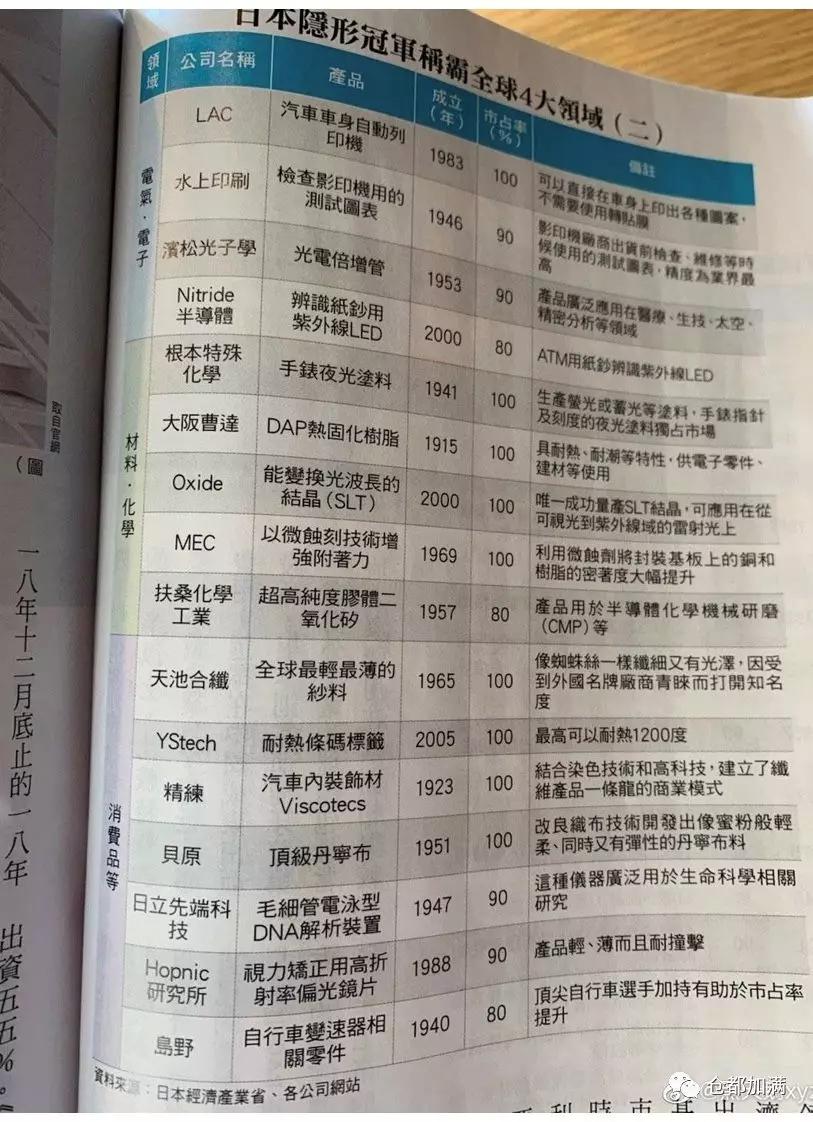 日本隱形冠軍稱霸全球4大領域(二)
領域
公司名稱
產品
成立(年)
市占率(%)
備註
電氣・電子
LAC
汽車車身自動列
印機
1983
100
可以直接在車身上印出各種圖案，
不需要使用轉貼膜
水上印刷
檢查影印機用的
測試圖表
1946
90
影印機廠商出貨前檢查、維修等時
候使用的測試圖表，精度為業界最
高
濱松光子學
光電倍增管
1953
90
產品廣泛應用在醫療、生技、太空、
精密分析等領域
Nitride
半導體
辨識紙鈔用
紫外線LED
2000
80
ATM用紙鈔辨識紫外線LED
材料・化學
根本特殊
化學
手錶夜光塗料
1941
100
生產螢光或蓄光等塗料，手錶指針
及刻度的夜光塗料獨占市場
大阪曹達
DAP熱固化樹脂
1915
100
具耐熱、耐潮等特性，供電子零件、
建材等使用
Oxide
能變換光波長的
結晶(SLT)
2000
100
唯一成功量產SLT結晶，可應用在從
可視光到紫外線域的雷射光上
MEC
以微蝕刻技術增
強附著力
1969
100
利用微蝕劑將封裝基板上的銅和
樹脂的密著度大幅提升
扶桑化學
工業
超高純度膠體二
氧化矽
1957
80
產品用於半導體化學機械研磨
(CMP)等
消費品等
天池合纖
全球最輕最薄的
紗料
1965
100
像蜘蛛絲一樣纖細又有光澤，因受
到外國名牌廠商青睞而打開知名
度
YStech
耐熱條碼標籤
2005
100
最高可以耐熱1200度
精練
汽車內裝飾材
Viscotecs
1923
100
結合染色技術和高科技，建立了纖
維產品一條龍的商業模式
貝原
頂級丹寧布
1951
100
改良織布技術開發出像蜜粉般輕
柔、同時又有彈性的丹寧布料
日立先端科
技
毛細管電泳型
DNA解析裝置
1947
90
這種儀器廣泛用於生命科學相關
研究
Hopnic
研究所
視力矯正用高折
射率偏光鏡片
1988
90
產品輕、薄而且耐撞擊
島野
自行車變速器相
關零件
1940
80
頂尖自行車選手加持有助於市占率
提升
資料來源：日本經濟產業省、各公司網站
取自官網
(圖
一八年十二月底止的一八年
出資五五%。
仓都加满